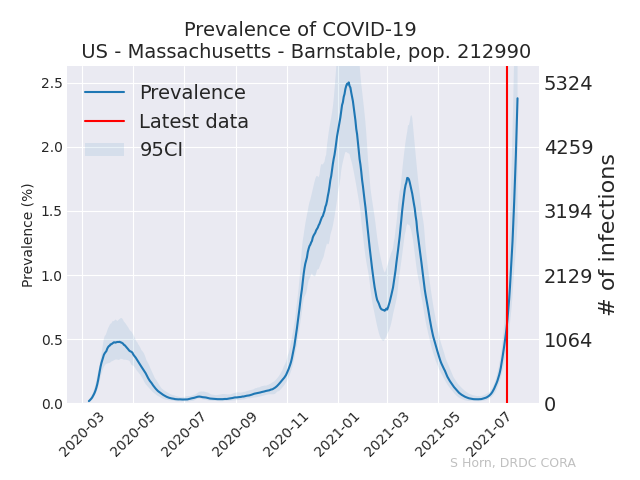 Prevalence of COVID-19
US - Massachusetts - Barnstable, pop. 212990
Prevalence
Latest data
95CI
Prevalence (%)
2.5
2.0
1.5
1.0
0.5
0.0
5324
4259
3194
2129
1064
0
# of infections
2020-03
2020-05
2020-07
2020-09
2020-11
2021-01
2021-03
2021-05
2021-07
S Horn, DRDC CORA